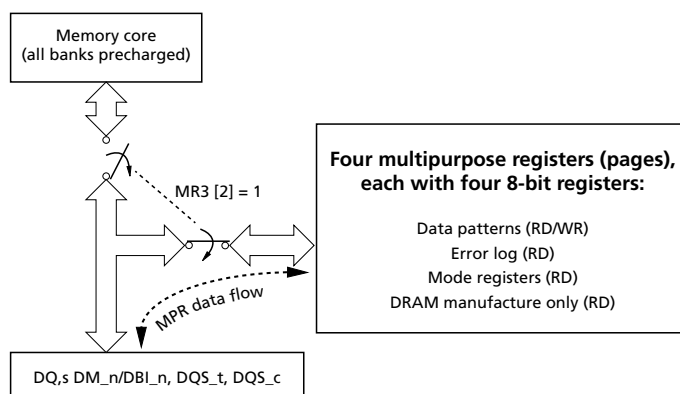 Memory core
(all banks precharged)
Four multipurpose registers (pages),
each with four 8-bit registers:
Data patterns (RD/WR)
Error log (RD)
Mode registers (RD)
DRAM manufacture only (RD)
MR3 [2] = 1
MPR data flow
DQ,s DM_n/DBI_n, DQS_t, DQS_c